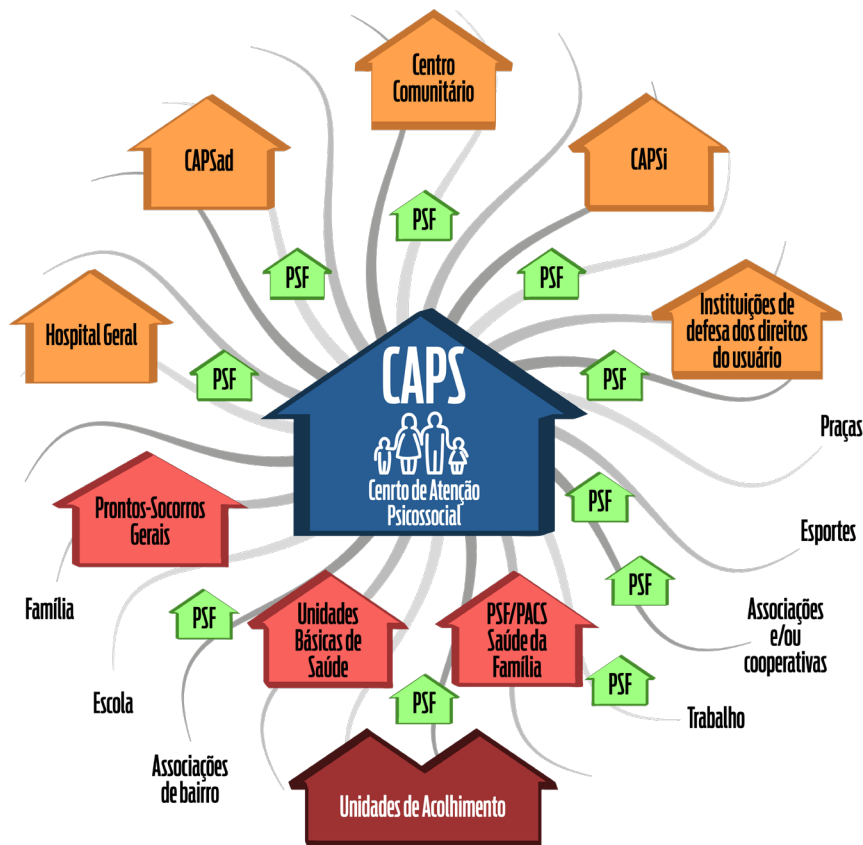 Centro
Comunitário
CAPSad
CAPSi
PSF
PSF
PSF
Hospital Geral
Instituições de
defesa dos direitos
do usuário
PSF
PSF
CAPS
Cenrto de Atenção
Psicossocial
Praças
Prontos-Socorros
Gerais
PSF
Esportes
Família
PSF
PSF
Unidades
Básicas de
Saúde
PSF/PACS
Saúde da
Família
Associações
e/ou
cooperativas
Escola
PSF
PSF
Trabalho
Associações
de bairro
Unidades de Acolhimento